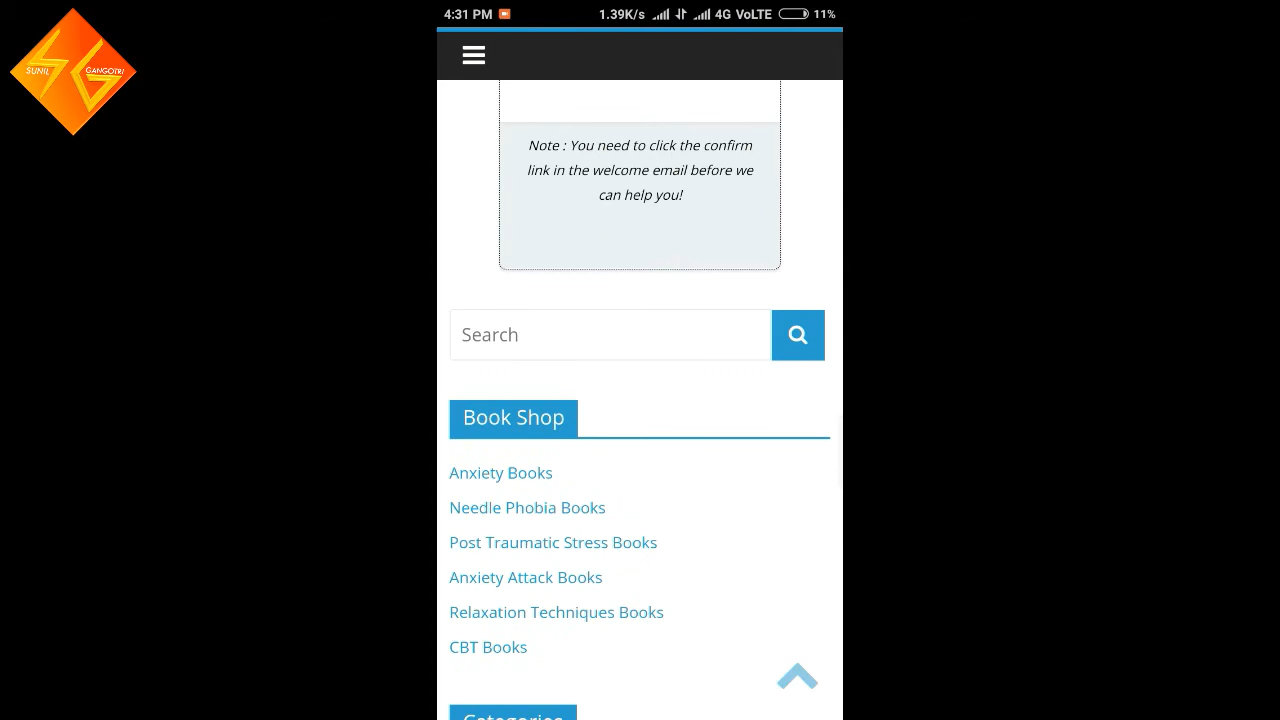 4:31 PM 1.39K/s 4G VoLTE 11%
SUNIL GANGOTRI
Note : You need to click the confirm
link in the welcome email before we
can help you!
Search
Book Shop
Anxiety Books
Needle Phobia Books
Post Traumatic Stress Books
Anxiety Attack Books
Relaxation Techniques Books
CBT Books
Categories